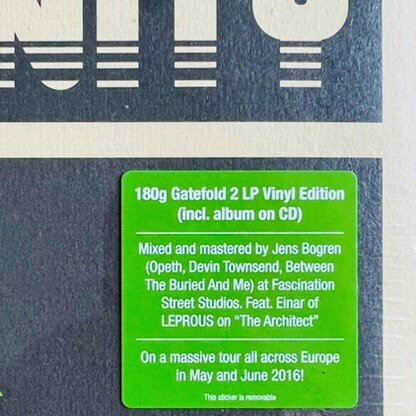 NITY
180g Gatefold 2 LP Vinyl Edition
(incl. album on CD)
Mixed and mastered by Jens Bogren
(Opeth, Devin Townsend, Between
The Buried And Me) at Fascination
Street Studios. Feat. Einar of
LEPROUS on “The Architect”
On a massive tour all across Europe
in May and June 2016!
This sticker is removable